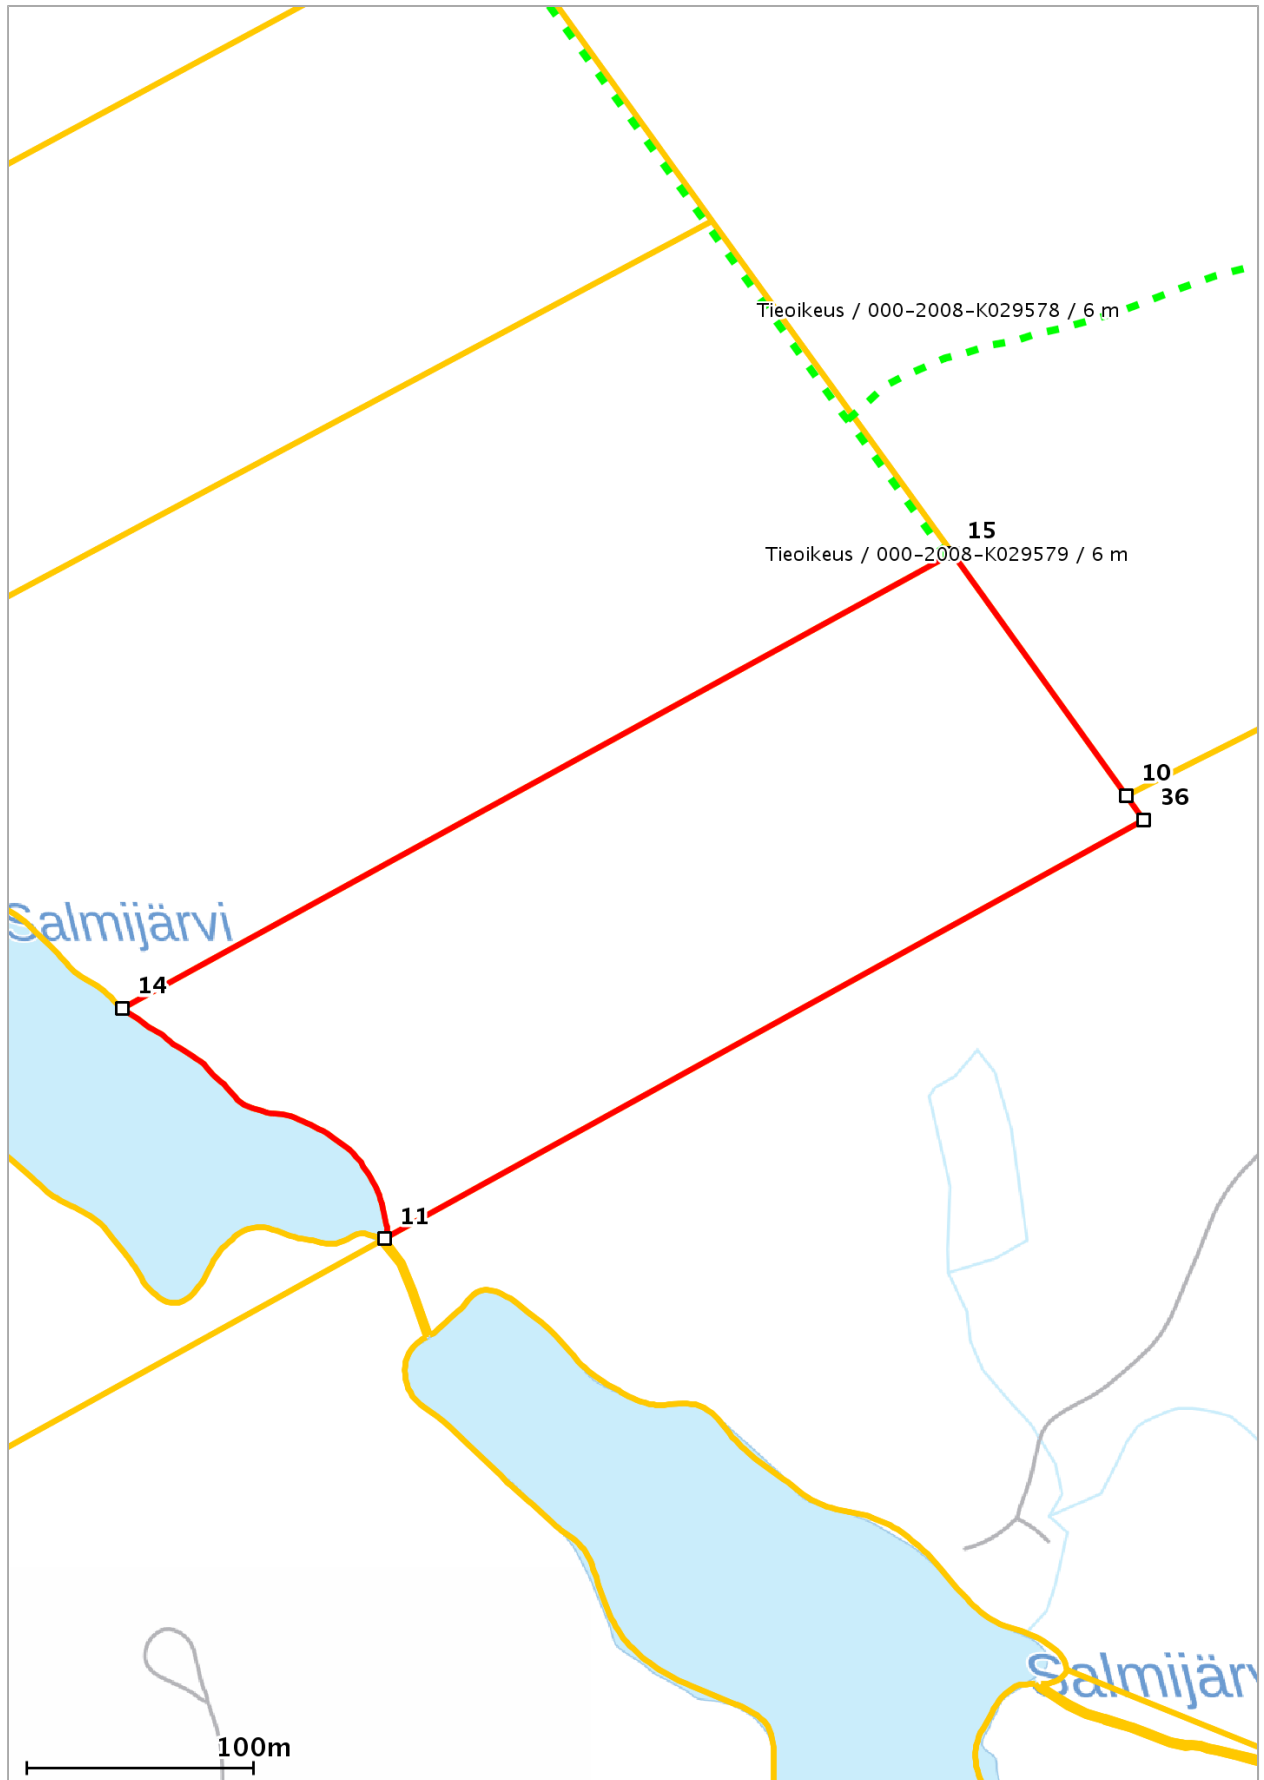 Tieoikeus / 000-2008-K029578 / 6 m
15
Tieoikeus / 000-2008-K029579 / 6 m
10
36
Salmijärvi
14
11
Salmijärv
100m